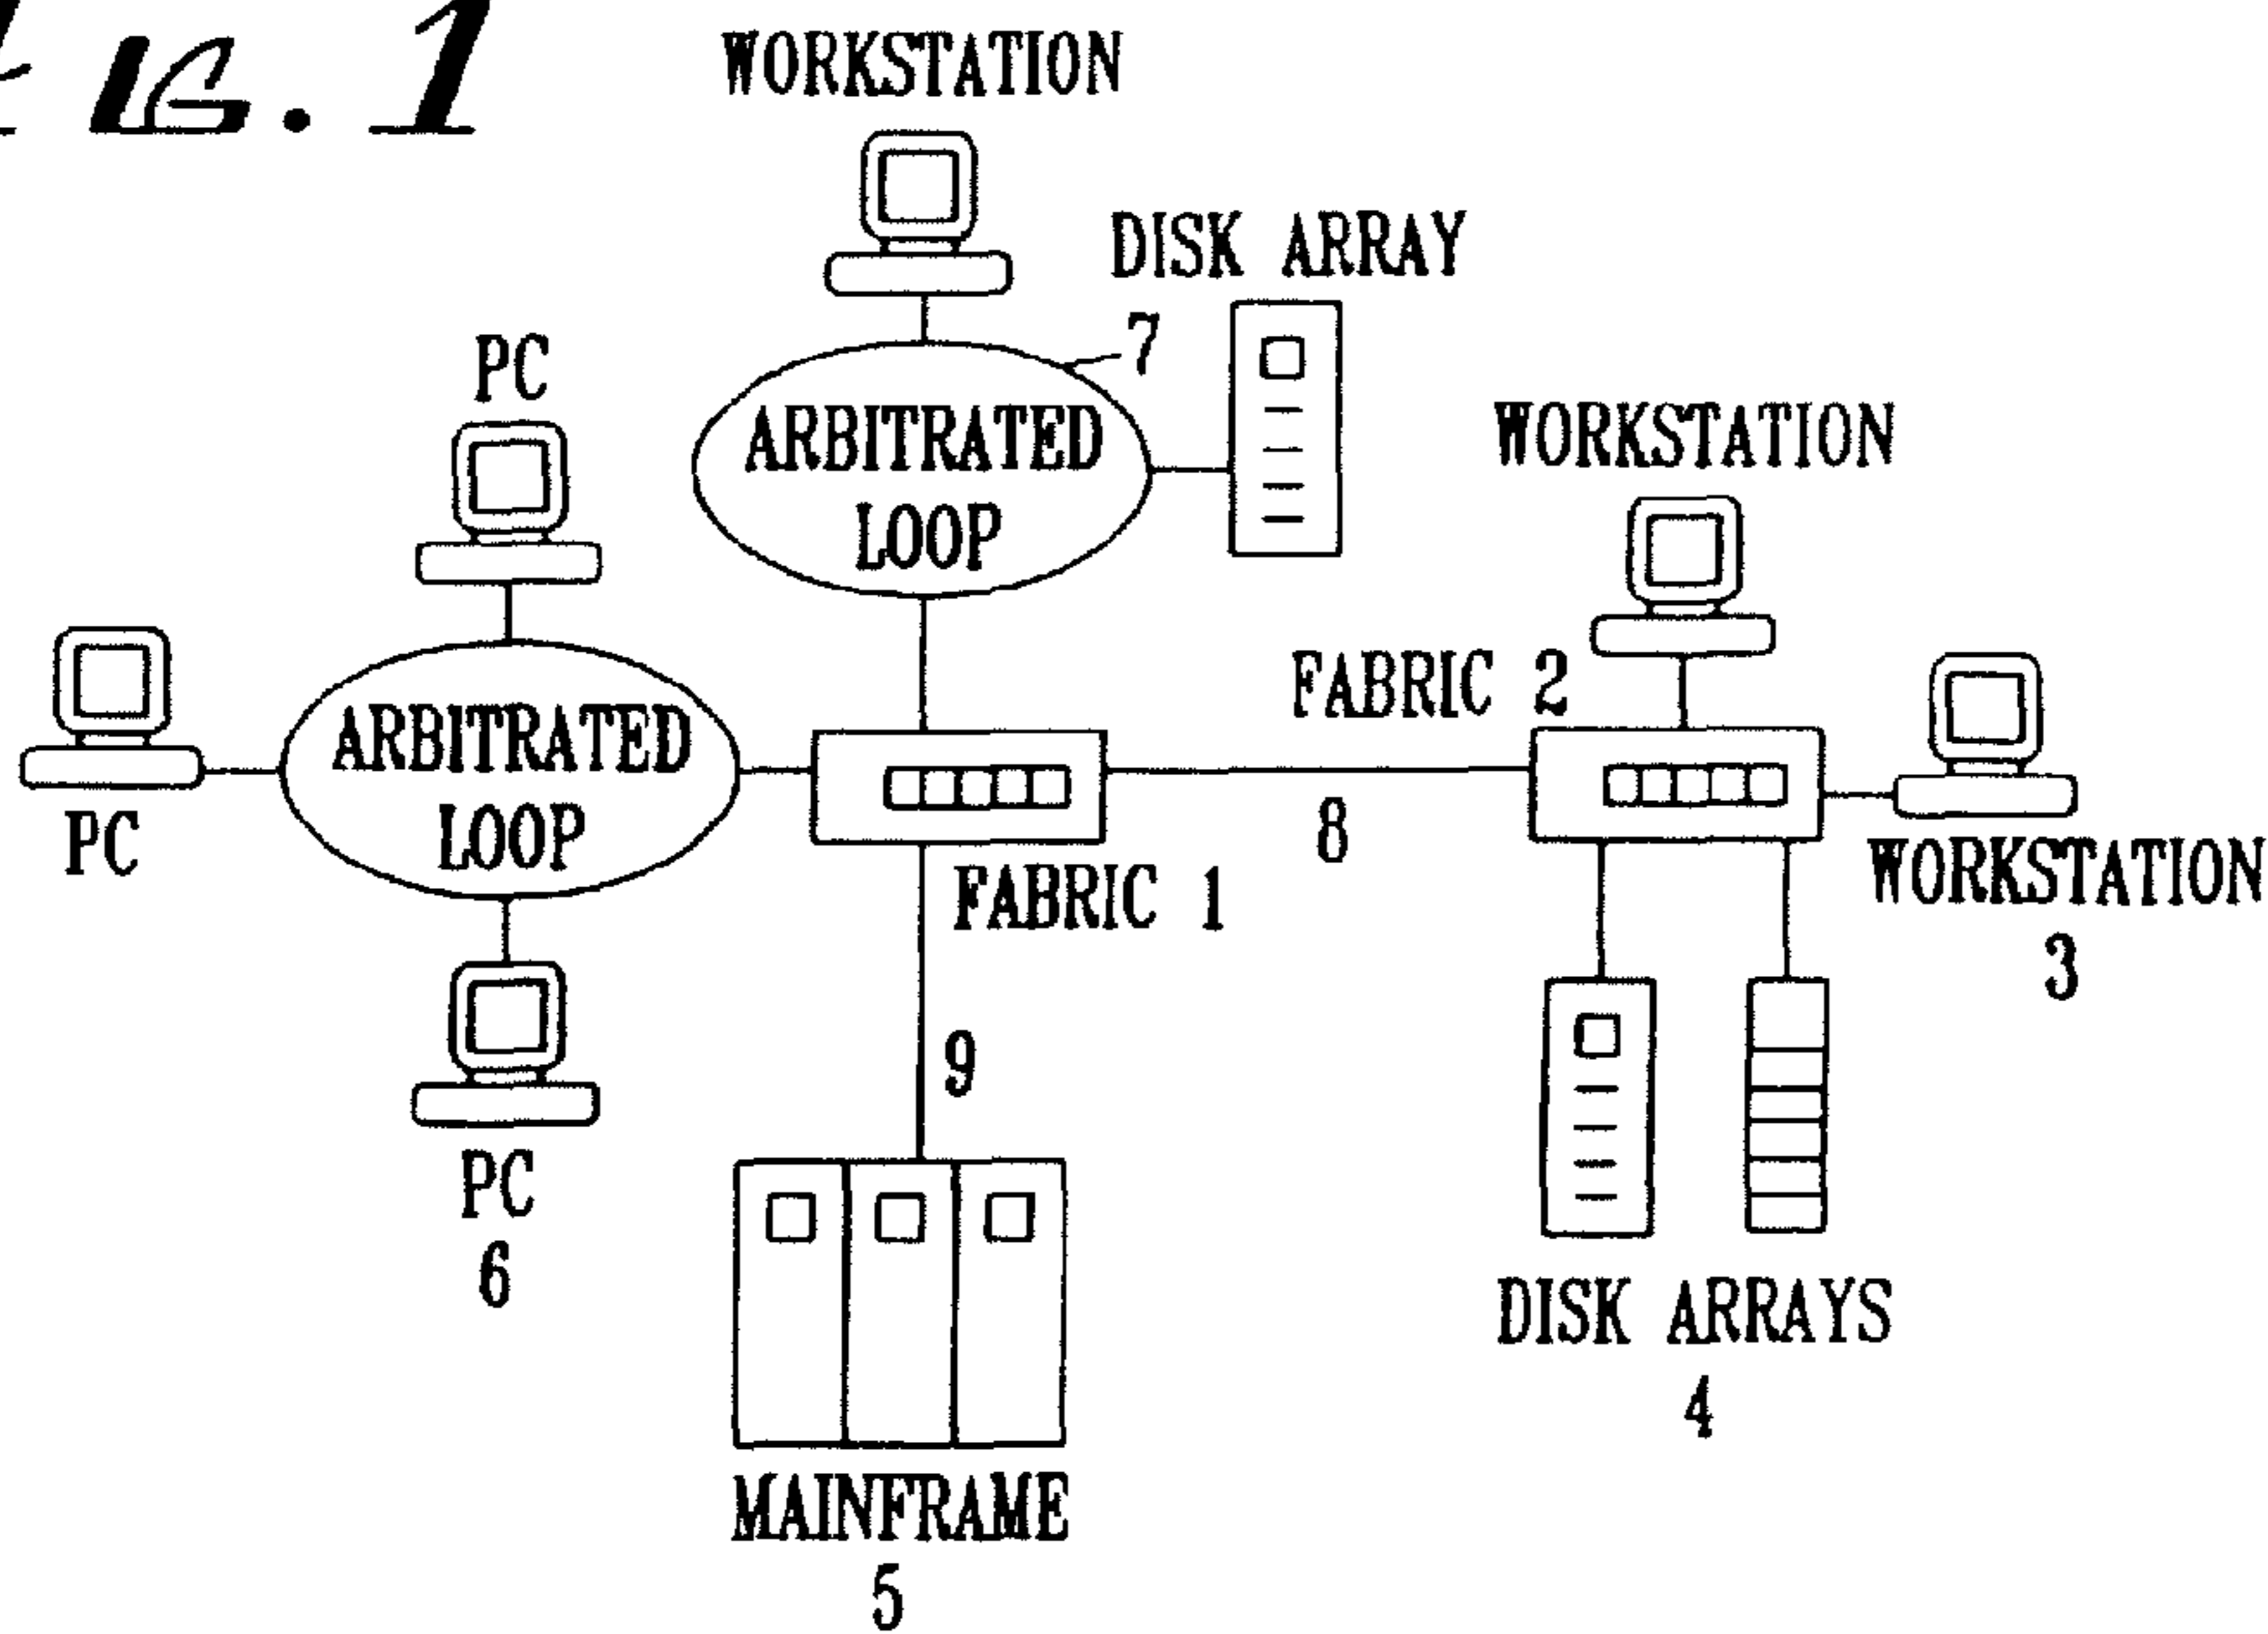 FIG. 1
WORKSTATION
DISK ARRAY
7
PC
ARBITRATED
LOOP
WORKSTATION
FABRIC 2
ARBITRATED
LOOP
PC
8
FABRIC 1
WORKSTATION
3
9
PC
6
DISK ARRAYS
4
MAINFRAME
5